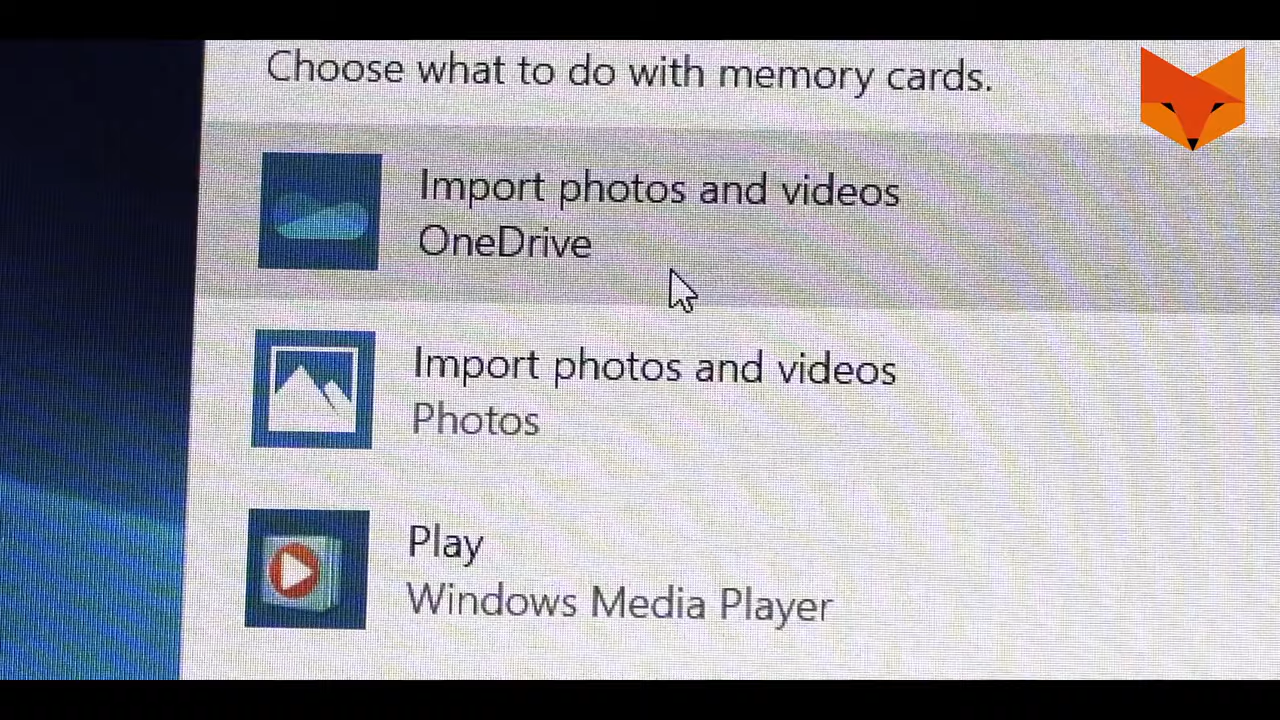 Choose what to do with memory cards.
Import photos and videos
OneDrive
Import photos and videos
Photos
Play
Windows Media Player